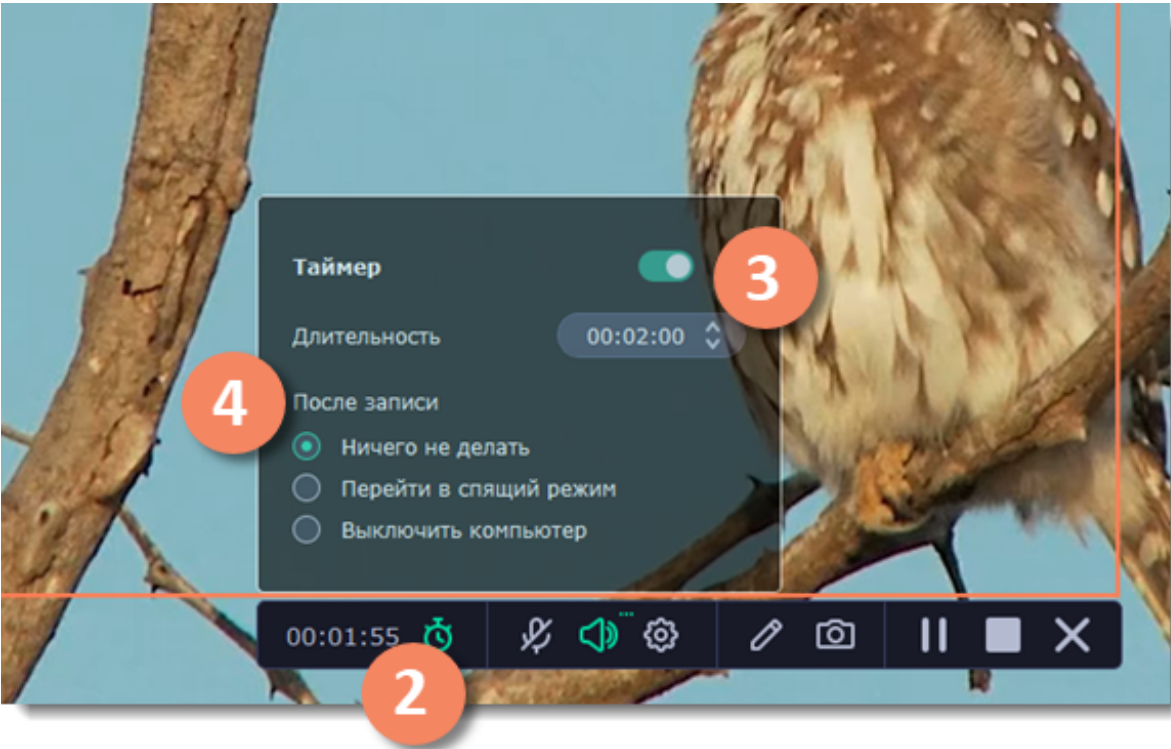 Таймер
3
Длительность 00:02:00
4
После записи
Ничего не делать
Перейти в спящий режим
Выключить компьютер
00:01:55
2